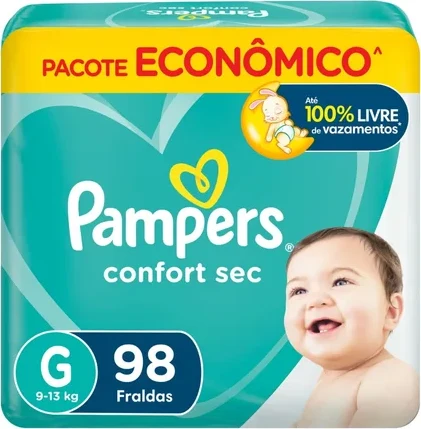 PACOTE ECONÔMICO^
Até
100% LIVRE
de vazamentos*
Pampers®
confort sec
G
9-13 kg
98
Fraldas